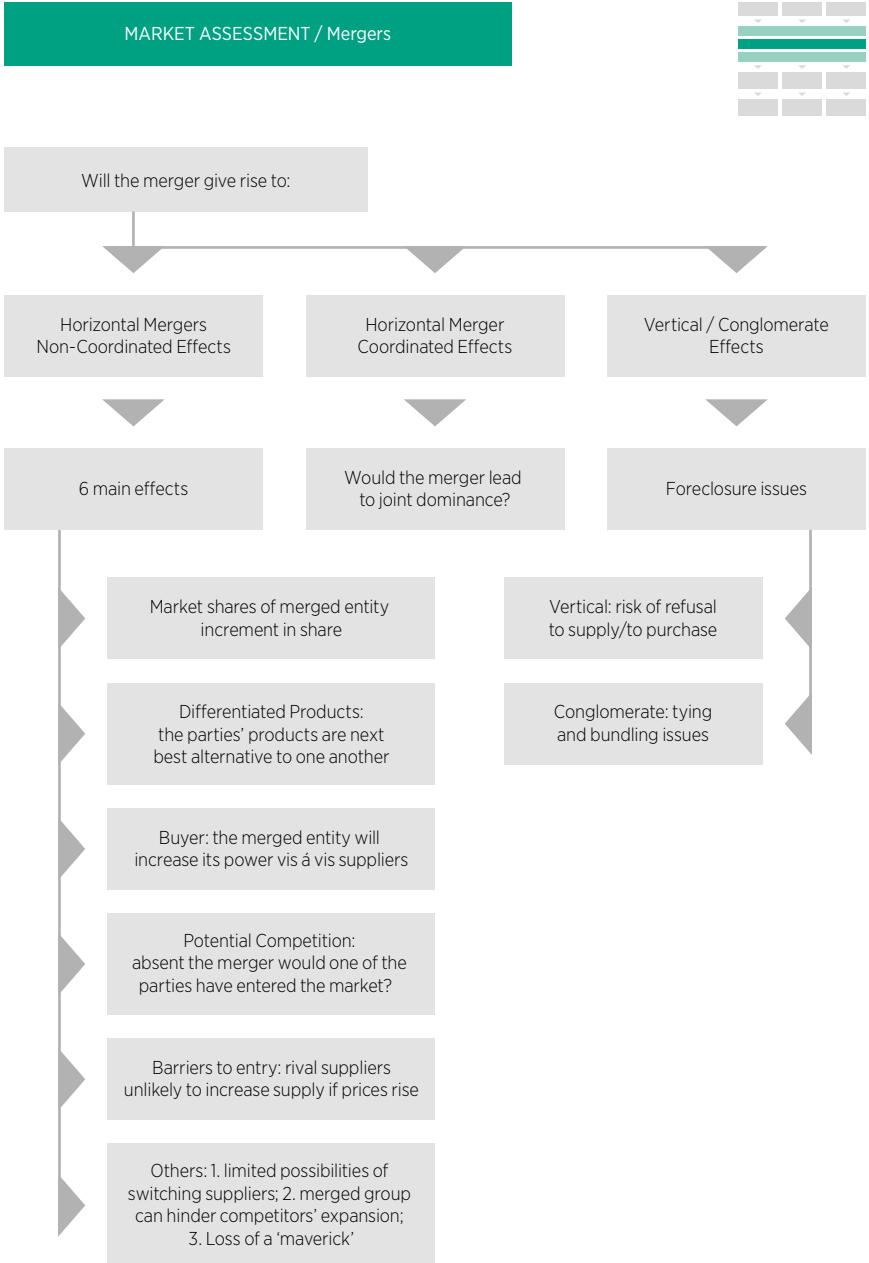 MARKET ASSESSMENT / Mergers
Will the merger give rise to:
Horizontal Mergers
Non-Coordinated Effects
Horizontal Merger
Coordinated Effects
Vertical / Conglomerate
Effects
6 main effects
Would the merger lead
to joint dominance?
Foreclosure issues
Market shares of merged entity
increment in share
Differentiated Products:
the parties’ products are next
best alternative to one another
Buyer: the merged entity will
increase its power vis á vis suppliers
Potential Competition:
absent the merger would one of the
parties have entered the market?
Barriers to entry: rival suppliers
unlikely to increase supply if prices rise
Others: 1. limited possibilities of
switching suppliers; 2. merged group
can hinder competitors’ expansion;
3. Loss of a ‘maverick’
Vertical: risk of refusal
to supply/to purchase
Conglomerate: tying
and bundling issues